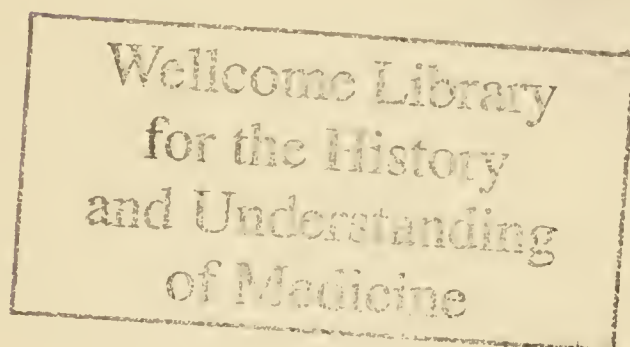 Wellcome Library
for the History
and Understanding
of Medicine